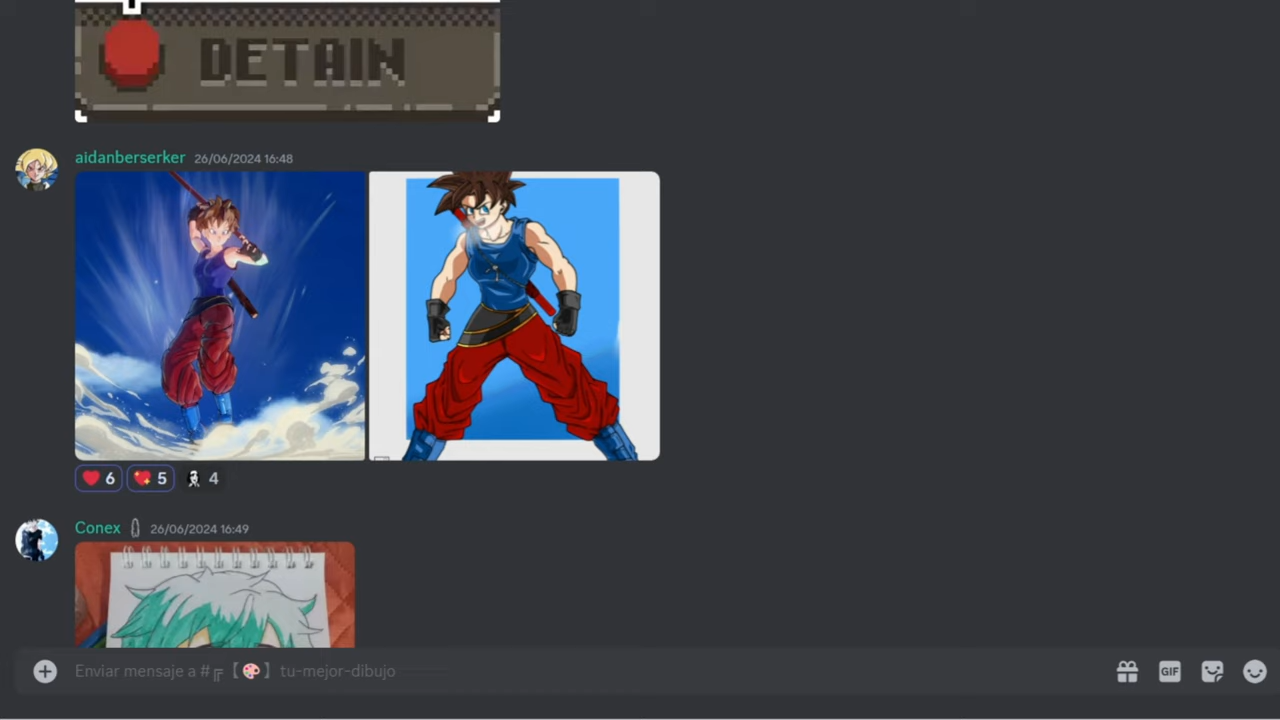 DETAIN
aidanberserker 26/06/2024 16:48
6 5 4
Conex 26/06/2024 16:49
Enviar mensaje a #╔【🎨】tu-mejor-dibujo
GIF